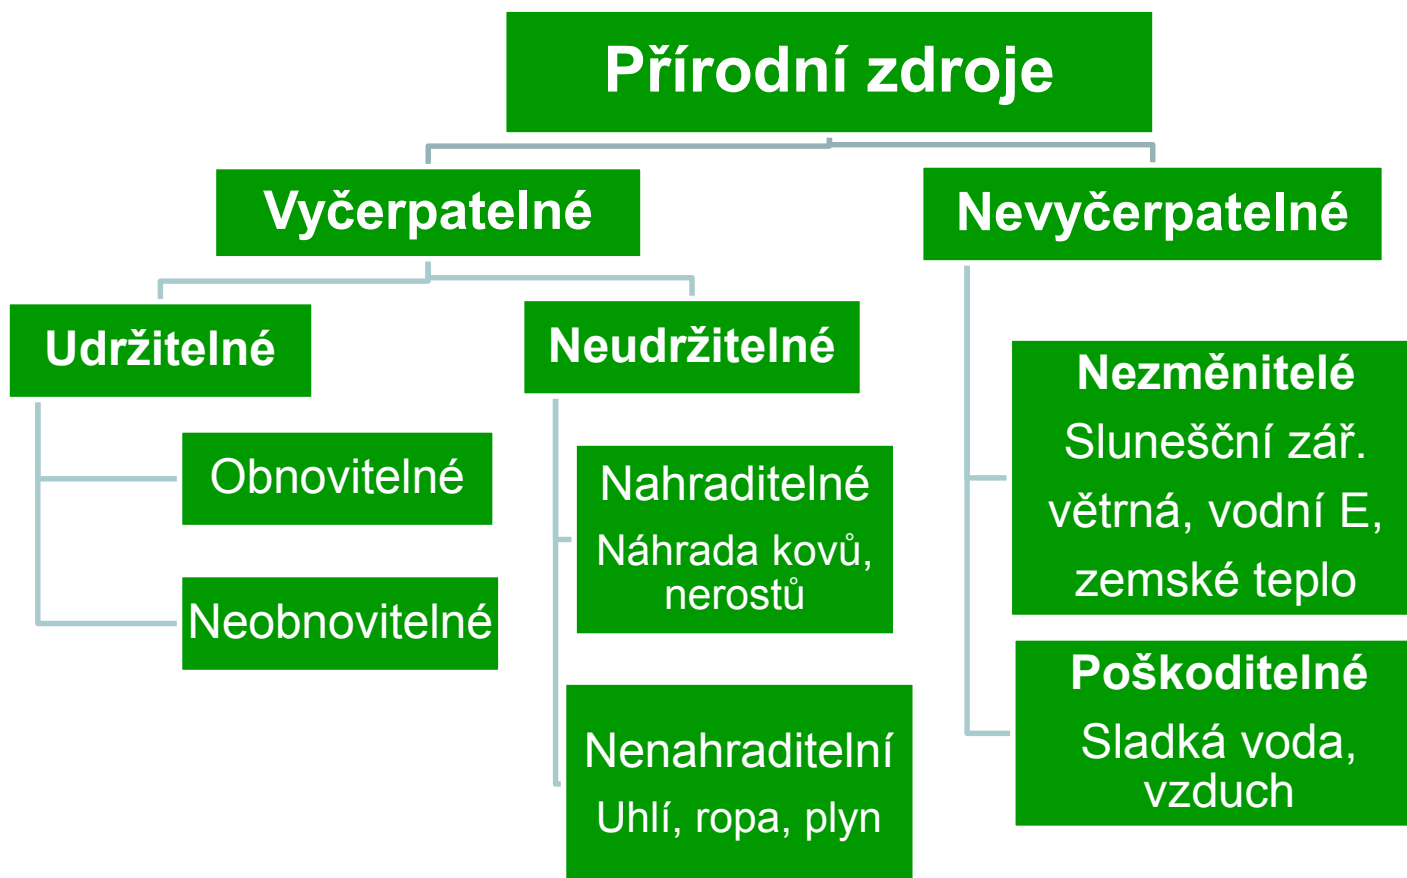 Přírodní zdroje
Vyčerpatelné
Nevyčerpatelné
Udržitelné
Neudržitelné
Obnovitelné
Neobnovitelné
Nahraditelné
Náhrada kovů,
nerostů
Nenahraditelní
Uhlí, ropa, plyn
Nezměnitelé
Slunešční zář.
větrná, vodní E,
zemské teplo
Poškoditelné
Sladká voda,
vzduch